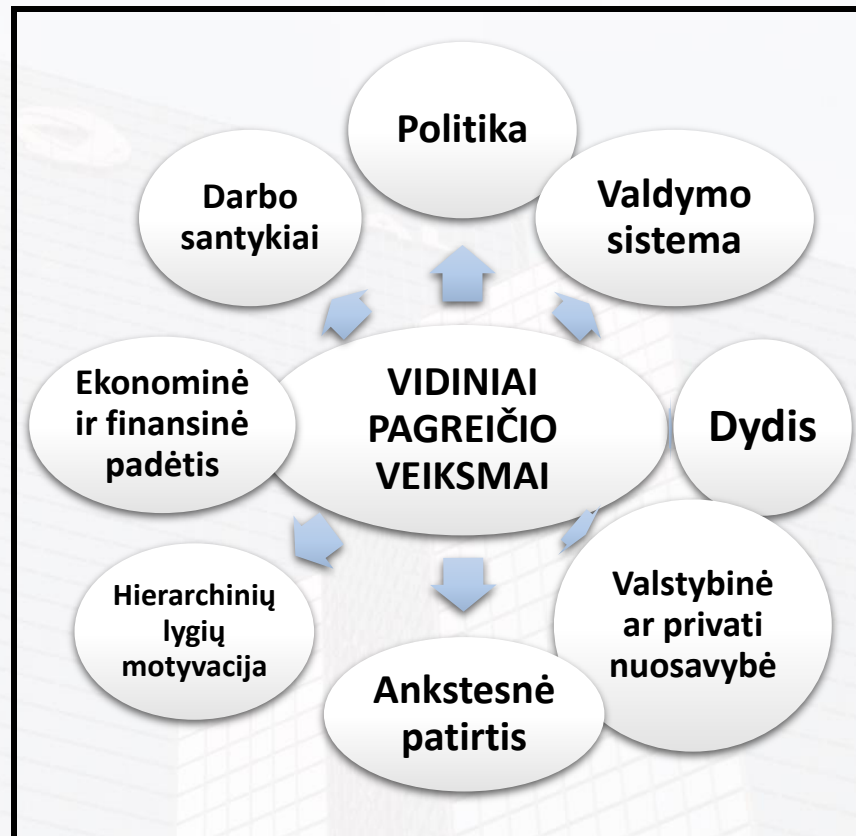 Politika
Valdymo
sistema
Darbo
santykiai
Ekonominė
ir finansinė
padėtis
VIDINIAI
PAGREIČIO
VEIKSMAI
Dydis
Hierarchinių
lygių
motyvacija
Valstybinė
ar privati
nuosavybė
Ankstesnė
patirtis